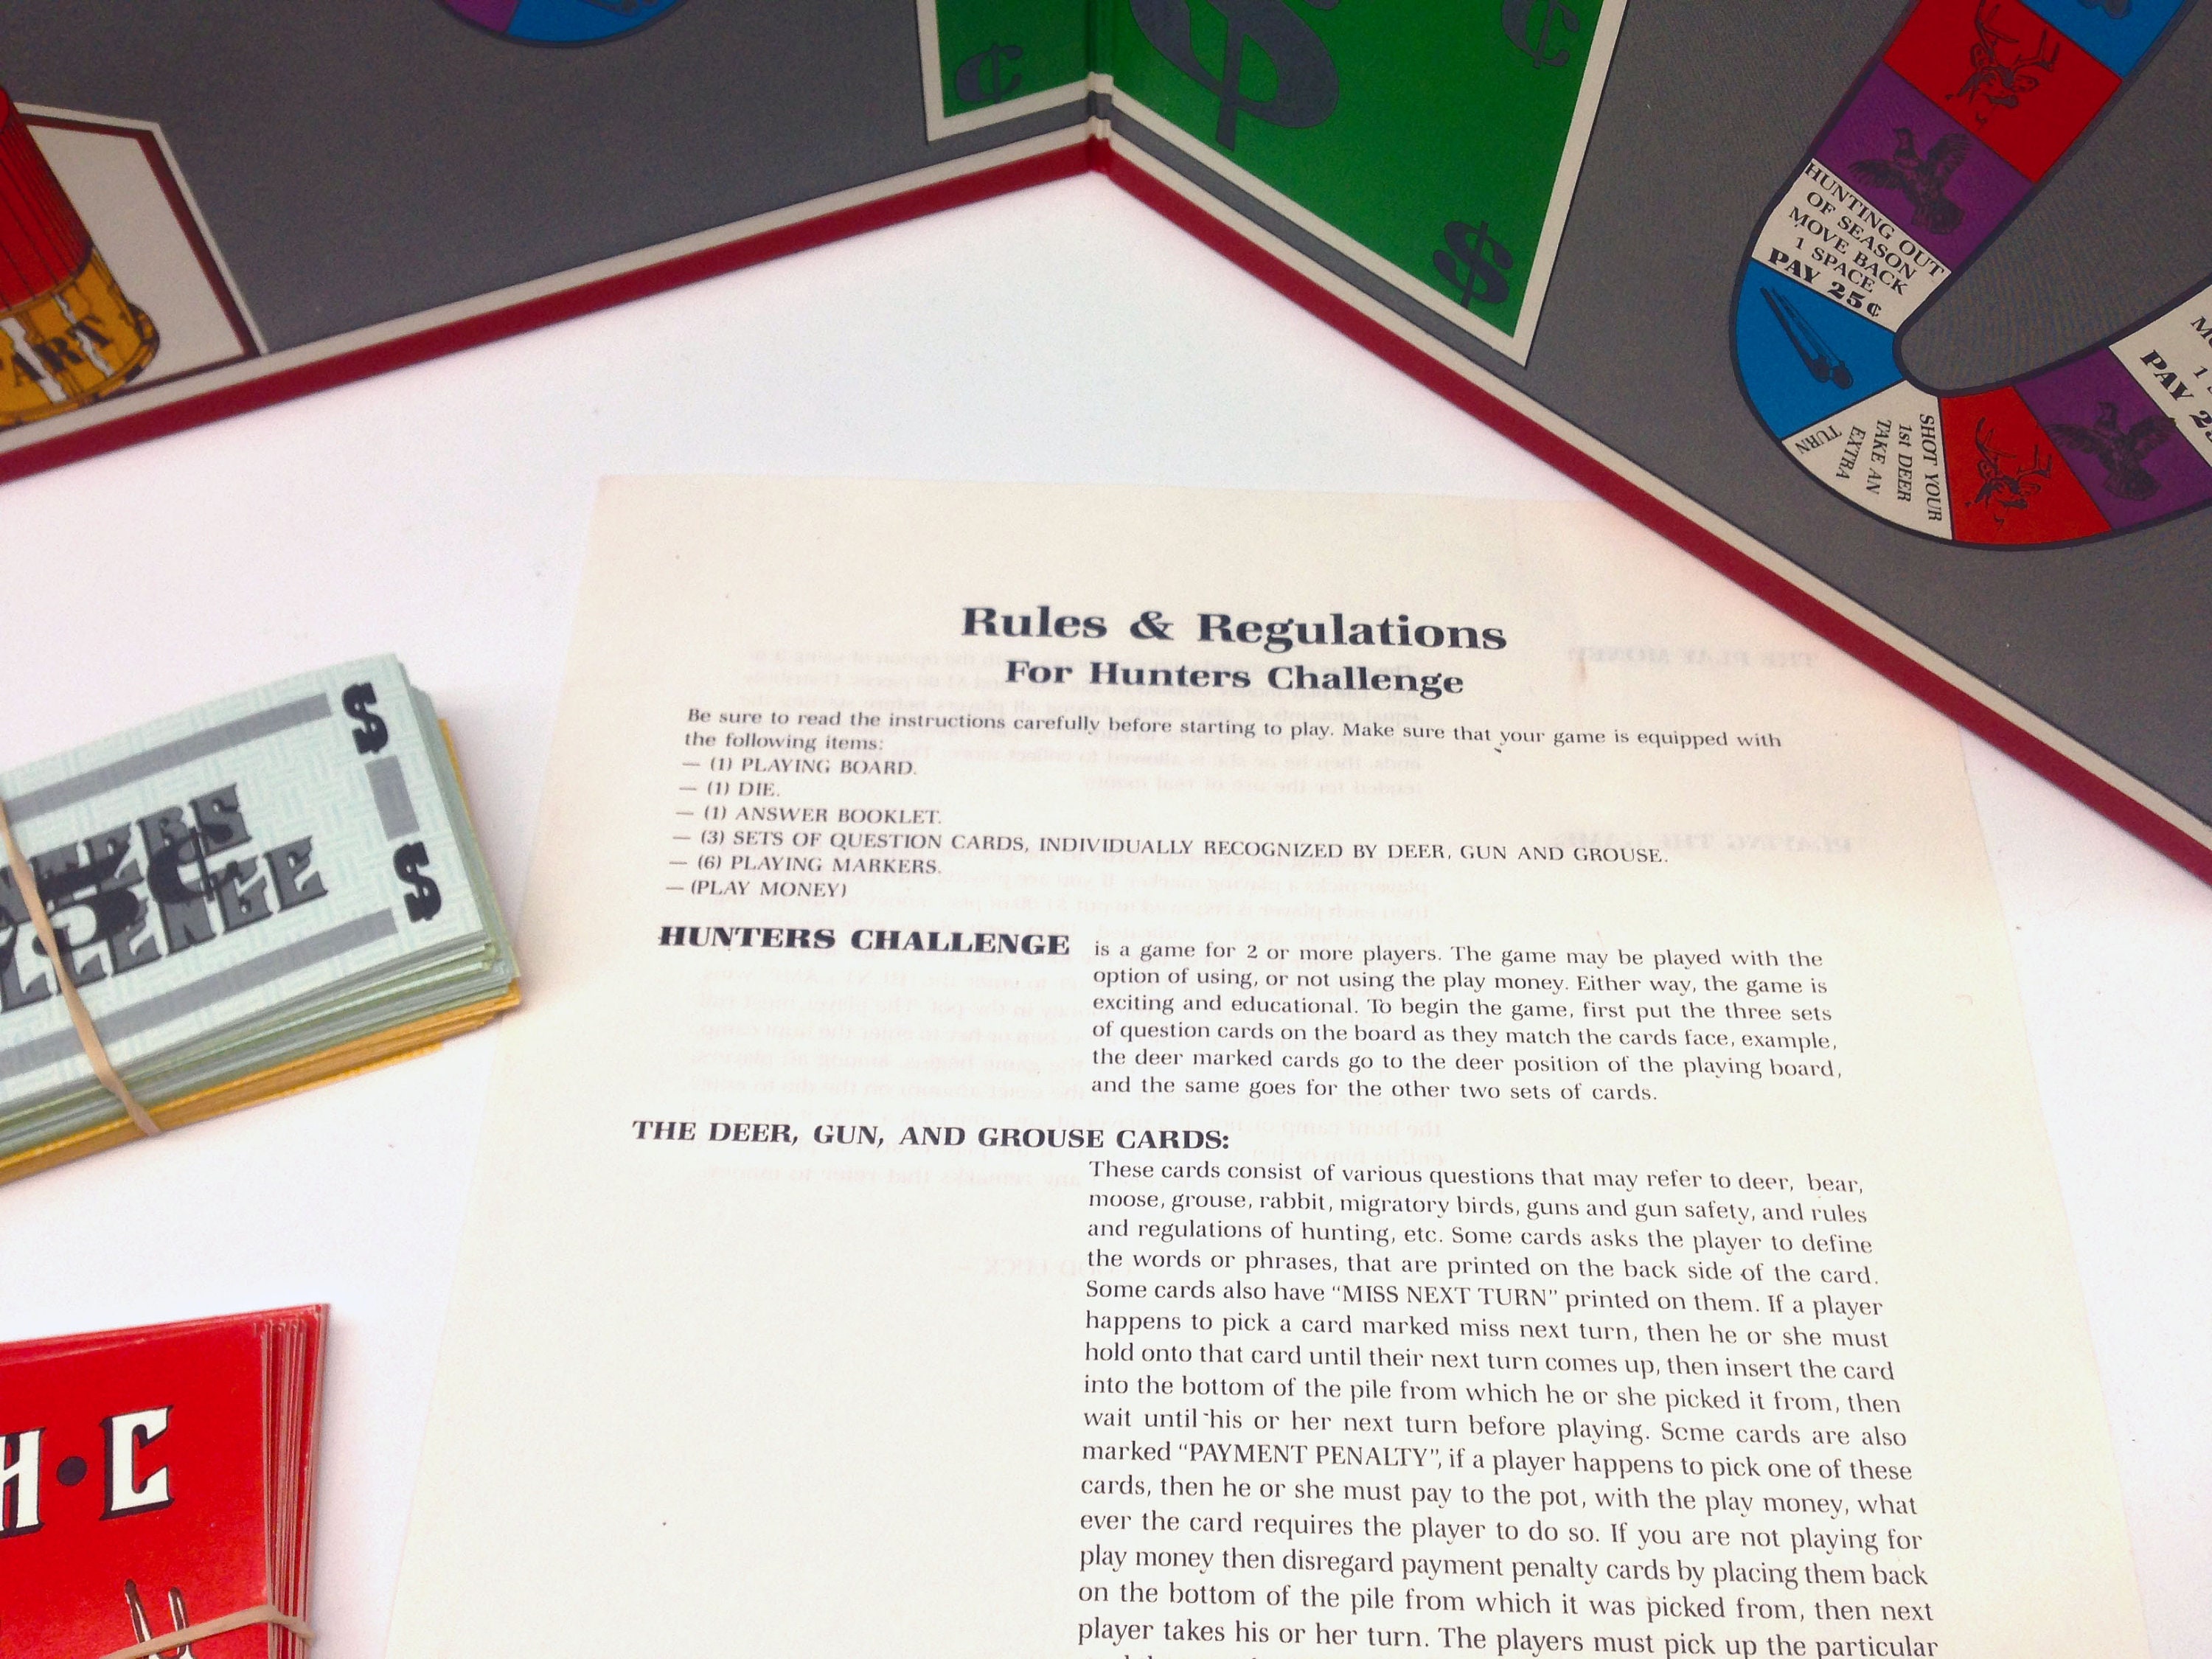 ¢
$
¢
$
HUNTING OUT
OF SEASON
MOVE BACK
1 SPACE
PAY 25¢
SHOT YOUR
1st DEER
TAKE AN
EXTRA
TURN
PAY
$
$
H·C
Rules & Regulations
For Hunters Challenge
Be sure to read the instructions carefully before starting to play. Make sure that your game is equipped with
the following items:
— (1) PLAYING BOARD.
— (1) DIE.
— (1) ANSWER BOOKLET.
— (3) SETS OF QUESTION CARDS, INDIVIDUALLY RECOGNIZED BY DEER, GUN AND GROUSE.
— (6) PLAYING MARKERS.
— (PLAY MONEY)
HUNTERS CHALLENGE is a game for 2 or more players. The game may be played with the
option of using, or not using the play money. Either way, the game is
exciting and educational. To begin the game, first put the three sets
of question cards on the board as they match the cards face, example,
the deer marked cards go to the deer position of the playing board,
and the same goes for the other two sets of cards.
THE DEER, GUN, AND GROUSE CARDS:
These cards consist of various questions that may refer to deer, bear,
moose, grouse, rabbit, migratory birds, guns and gun safety, and rules
and regulations of hunting, etc. Some cards asks the player to define
the words or phrases, that are printed on the back side of the card.
Some cards also have “MISS NEXT TURN” printed on them. If a player
happens to pick a card marked miss next turn, then he or she must
hold onto that card until their next turn comes up, then insert the card
into the bottom of the pile from which he or she picked it from, then
wait until his or her next turn before playing. Some cards are also
marked “PAYMENT PENALTY”, if a player happens to pick one of these
cards, then he or she must pay to the pot, with the play money, what
ever the card requires the player to do so. If you are not playing for
play money then disregard payment penalty cards by placing them back
on the bottom of the pile from which it was picked from, then next
player takes his or her turn. The players must pick up the particular